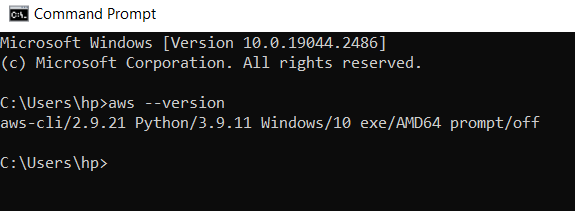 Command Prompt
Microsoft Windows [Version 10.0.19044.2486]
(c) Microsoft Corporation. All rights reserved.
C:\Users\hp>aws --version
aws-cli/2.9.21 Python/3.9.11 Windows/10 exe/AMD64 prompt/off
C:\Users\hp>